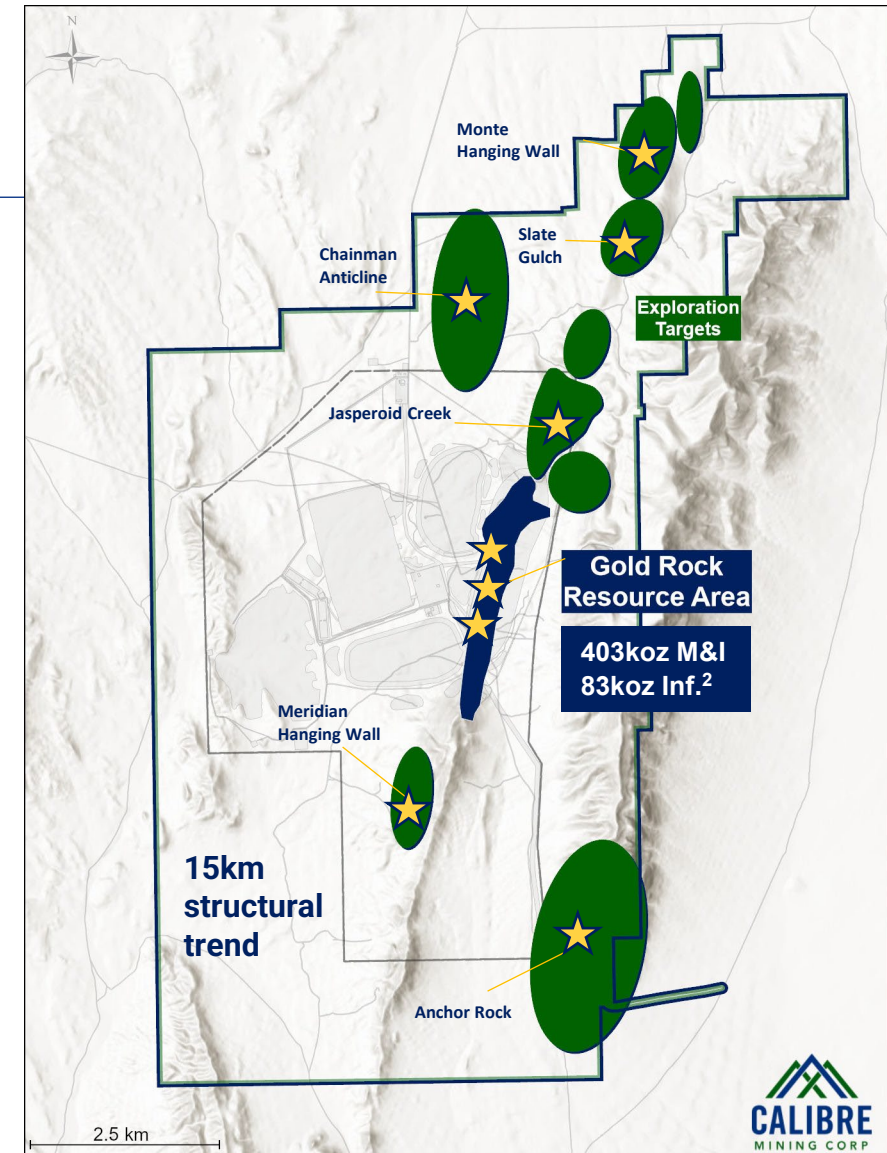 N
Monte
Hanging Wall
Slate
Gulch
Chainman
Anticline
Exploration
Targets
Jasperoid Creek
Gold Rock
Resource Area
403koz M&I
83koz Inf.2
Meridian
Hanging Wall
15km
structural
trend
Anchor Rock
2.5 km
CALIBRE
MINING CORP